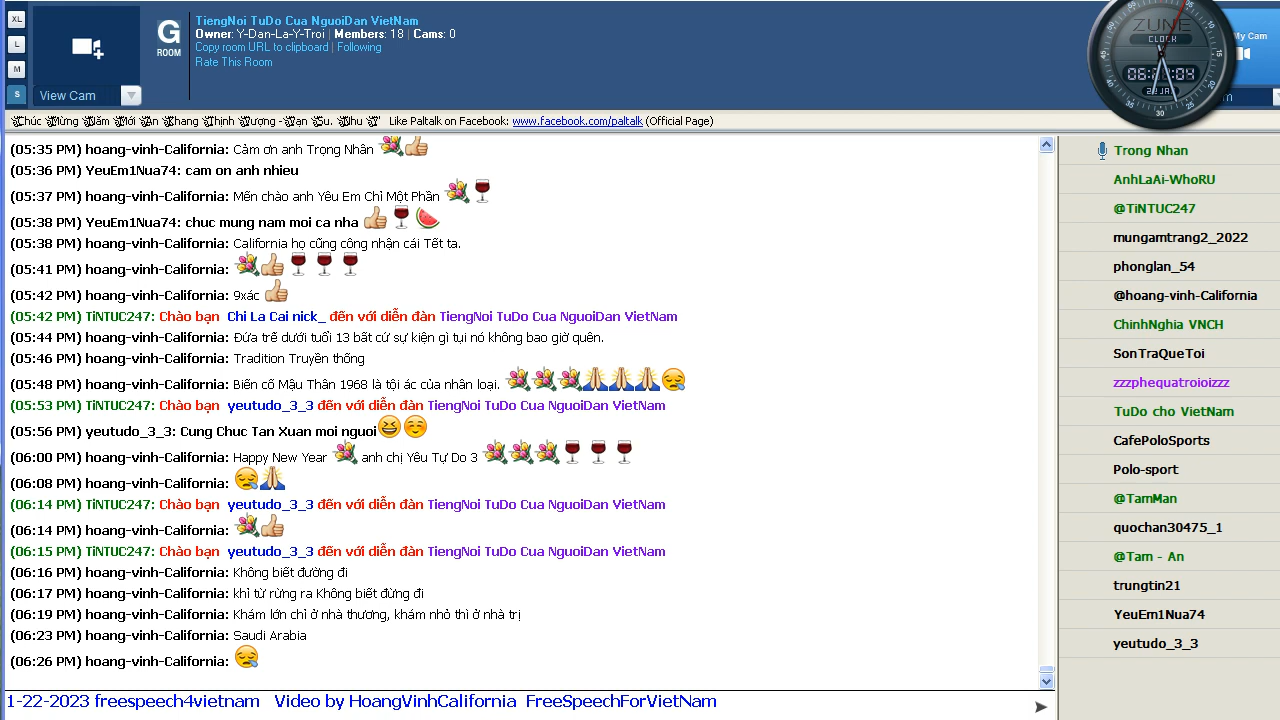 XL
L
M
S
View Cam
G
ROOM
TiengNoi TuDo Cua NguoiDan VietNam
Owner: Y-Dan-La-Y-Troi | Members: 18 | Cams: 0
Copy room URL to clipboard | Following
Rate This Room
ZUNE
CLOCK
My Cam
Chúc Mừng Năm Mới An Khang Thịnh Vượng - Vạn Sự Như Ý Like Paltalk on Facebook: www.facebook.com/paltalk (Official Page)
(05:35 PM) hoang-vinh-California: Cảm ơn anh Trọng Nhân
(05:36 PM) YeuEm1Nua74: cam on anh nhieu
(05:37 PM) hoang-vinh-California: Mến chào anh Yêu Em Chỉ Một Phần
(05:38 PM) YeuEm1Nua74: chuc mung nam moi ca nha
(05:38 PM) hoang-vinh-California: California họ cũng công nhận cái Tết ta.
(05:41 PM) hoang-vinh-California:
(05:42 PM) hoang-vinh-California: 9xác
(05:42 PM) TiNTUC247: Chào bạn Chi La Cai nick_ đến với diễn đàn TiengNoi TuDo Cua NguoiDan VietNam
(05:44 PM) hoang-vinh-California: Đứa trẻ dưới tuổi 13 bất cứ sự kiện gì tụi nó không bao giờ quên.
(05:46 PM) hoang-vinh-California: Tradition Truyền thống
(05:48 PM) hoang-vinh-California: Biến cố Mậu Thân 1968 là tội ác của nhân loại.
(05:53 PM) TiNTUC247: Chào bạn yeutudo_3_3 đến với diễn đàn TiengNoi TuDo Cua NguoiDan VietNam
(05:56 PM) yeutudo_3_3: Cung Chuc Tan Xuan moi nguoi
(06:00 PM) hoang-vinh-California: Happy New Year anh chị Yêu Tự Do 3
(06:08 PM) hoang-vinh-California:
(06:14 PM) TiNTUC247: Chào bạn yeutudo_3_3 đến với diễn đàn TiengNoi TuDo Cua NguoiDan VietNam
(06:14 PM) hoang-vinh-California:
(06:15 PM) TiNTUC247: Chào bạn yeutudo_3_3 đến với diễn đàn TiengNoi TuDo Cua NguoiDan VietNam
(06:16 PM) hoang-vinh-California: Không biết đường đi
(06:17 PM) hoang-vinh-California: khỉ từ rừng ra Không biết đừng đi
(06:19 PM) hoang-vinh-California: Khám lớn chỉ ở nhà thương, khám nhỏ thì ở nhà trị
(06:23 PM) hoang-vinh-California: Saudi Arabia
(06:26 PM) hoang-vinh-California:
1-22-2023 freespeech4vietnam Video by HoangVinhCalifornia FreeSpeechForVietNam
Trong Nhan
AnhLaAi-WhoRU
@TiNTUC247
mungamtrang2_2022
phonglan_54
@hoang-vinh-California
ChinhNghia VNCH
SonTraQueToi
zzzphequatroioizzz
TuDo cho VietNam
CafePoloSports
Polo-sport
@TamMan
quochan30475_1
@Tam - An
trungtin21
YeuEm1Nua74
yeutudo_3_3